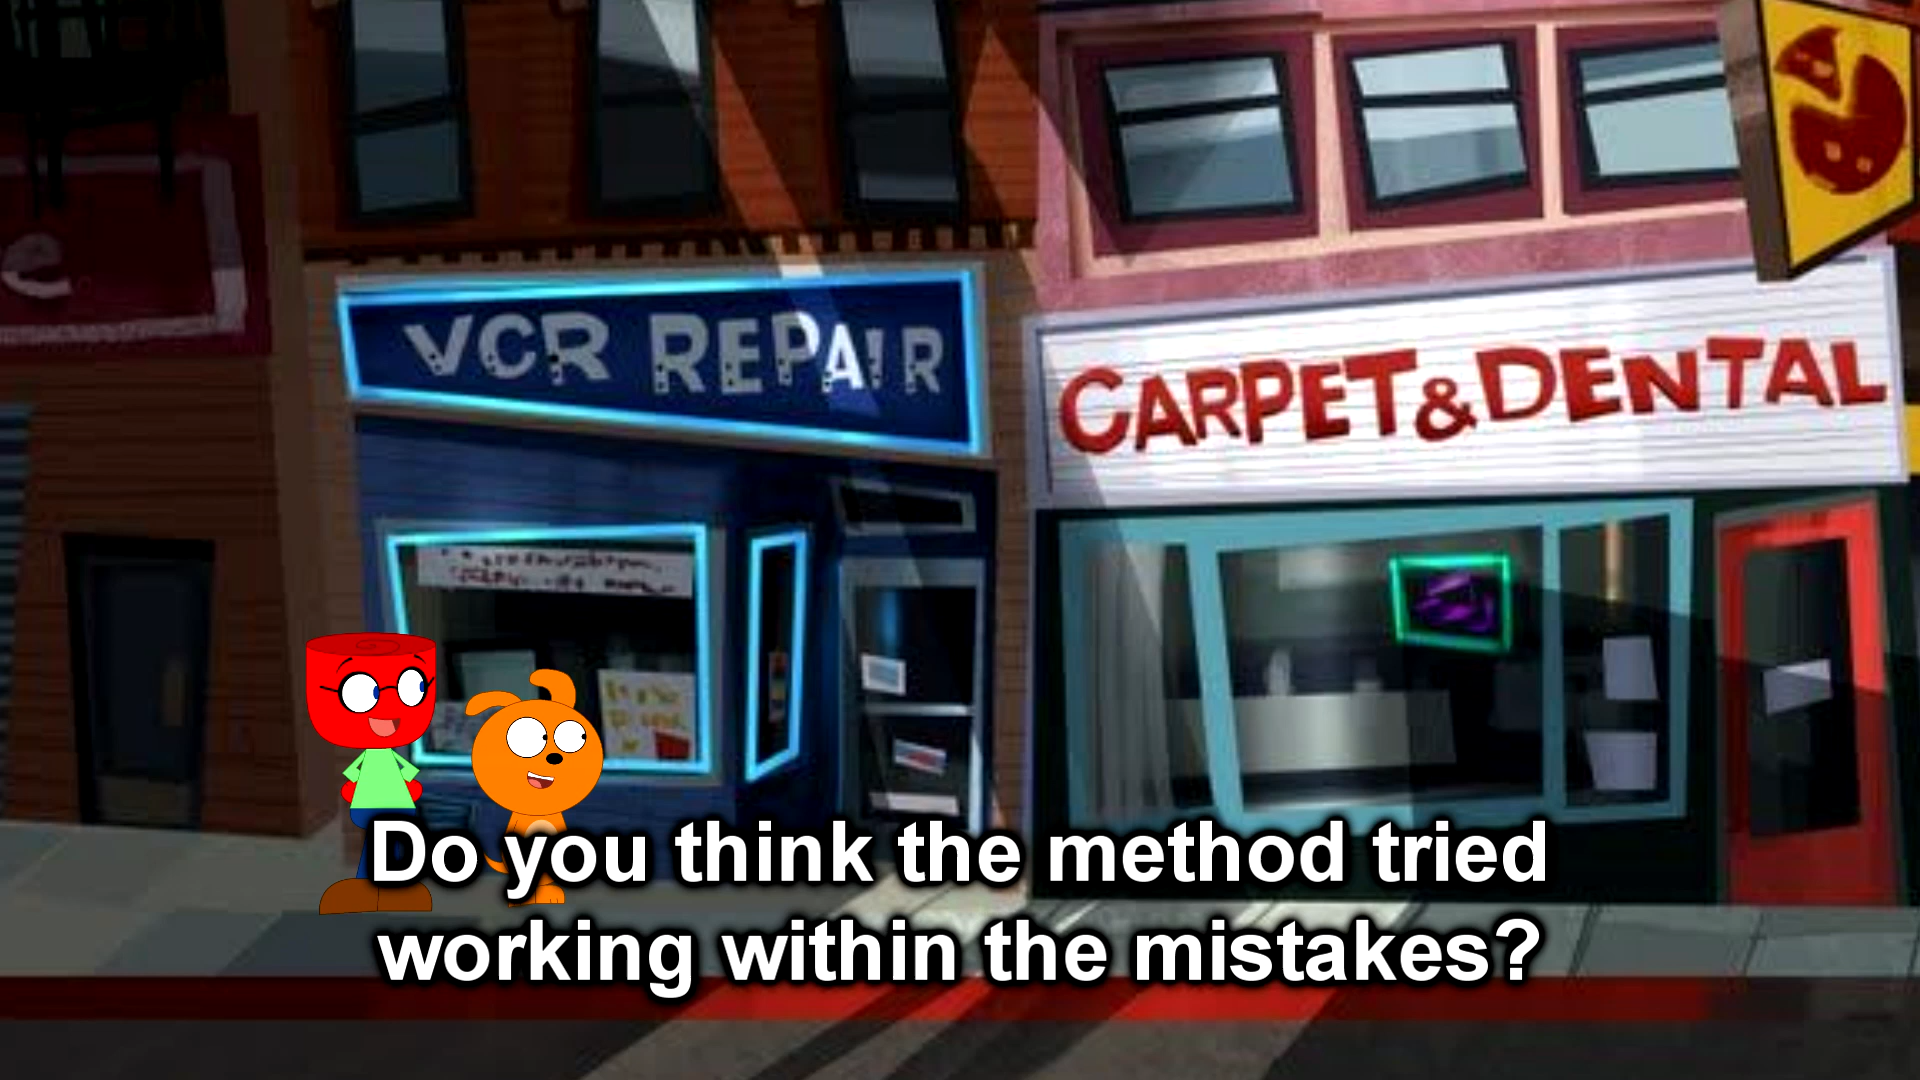 e
VCR REPAIR
CARPET & DENTAL
Do you think the method tried
working within the mistakes?